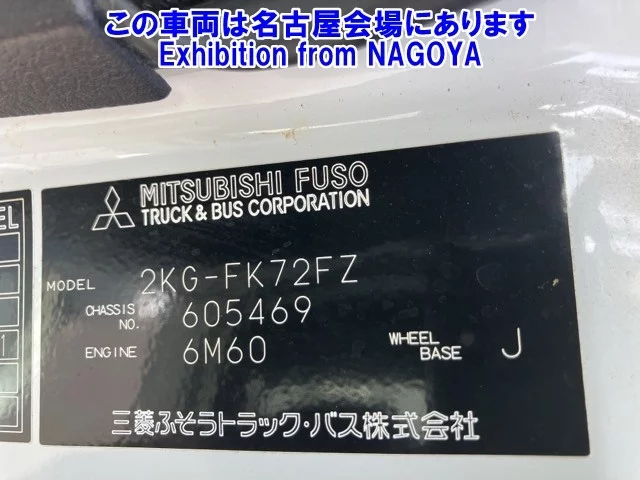 この車両は名古屋会場にあります
Exhibition from NAGOYA
EL
MITSUBISHI FUSO
TRUCK & BUS CORPORATION
MODEL 2KG-FK72FZ
CHASSIS NO. 605469
ENGINE 6M60 WHEEL BASE J
三菱ふそうトラック・バス株式会社